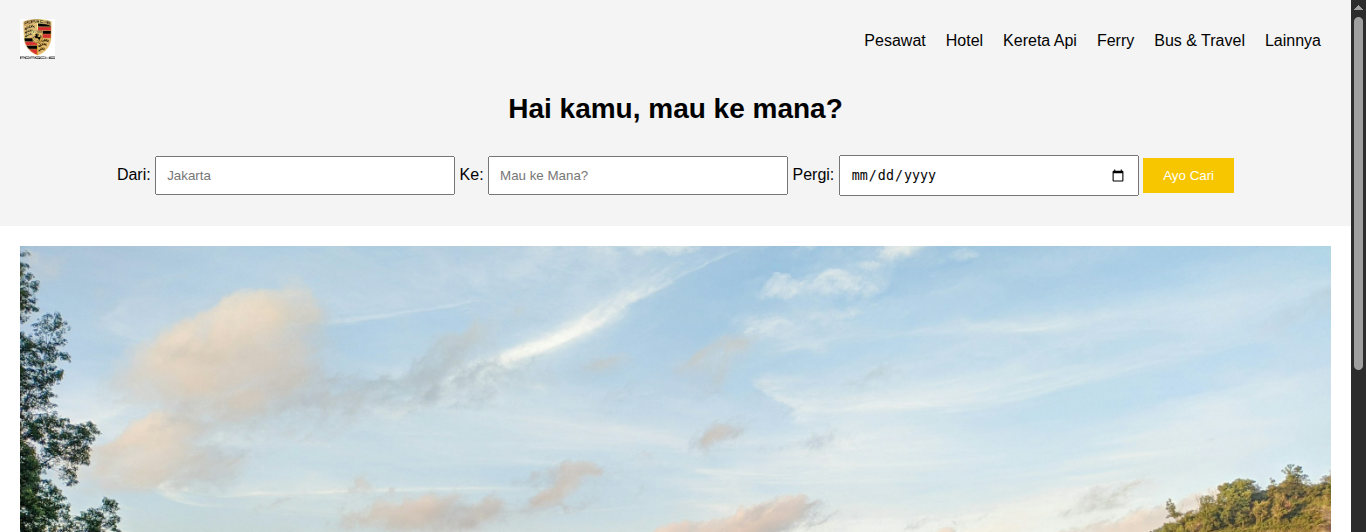 PORSCHE
Pesawat Hotel Kereta Api Ferry Bus & Travel Lainnya
Hai kamu, mau ke mana?
Dari: Jakarta Ke: Mau ke Mana? Pergi: mm/dd/yyyy Ayo Cari